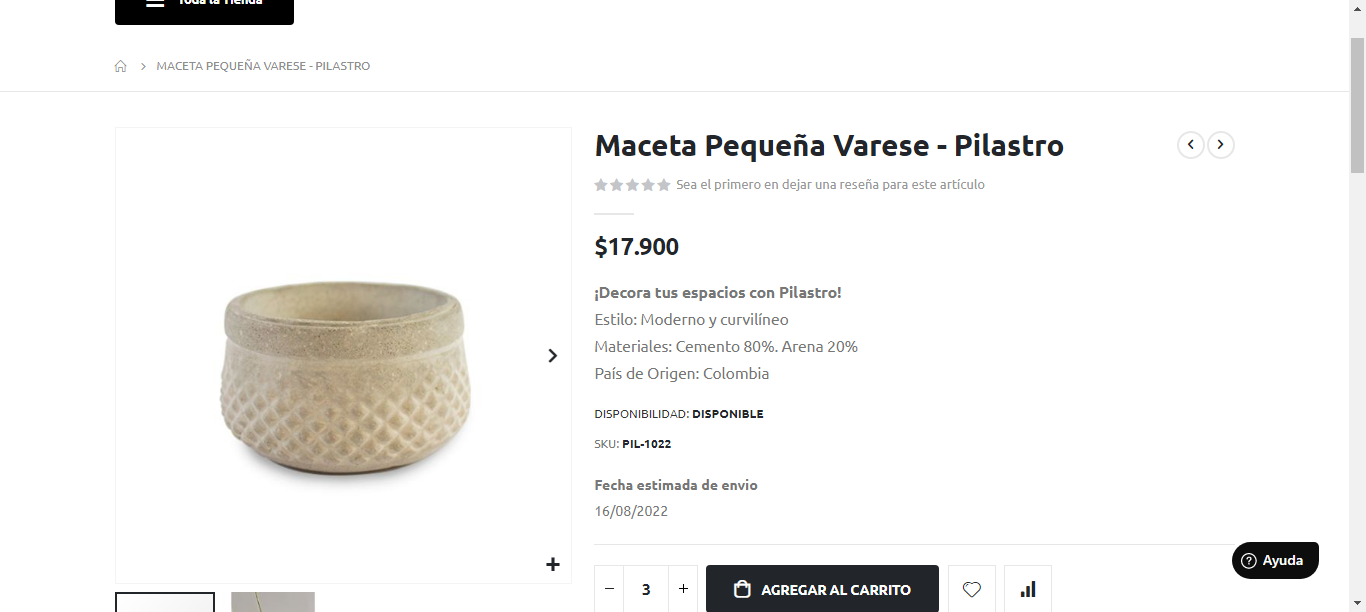 Toda la Tienda
MACETA PEQUEÑA VARESE - PILASTRO
Maceta Pequeña Varese - Pilastro
Sea el primero en dejar una reseña para este artículo
$17.900
¡Decora tus espacios con Pilastro!
Estilo: Moderno y curvilíneo
Materiales: Cemento 80%. Arena 20%
País de Origen: Colombia
DISPONIBILIDAD: DISPONIBLE
SKU: PIL-1022
Fecha estimada de envio
16/08/2022
Ayuda
3
AGREGAR AL CARRITO